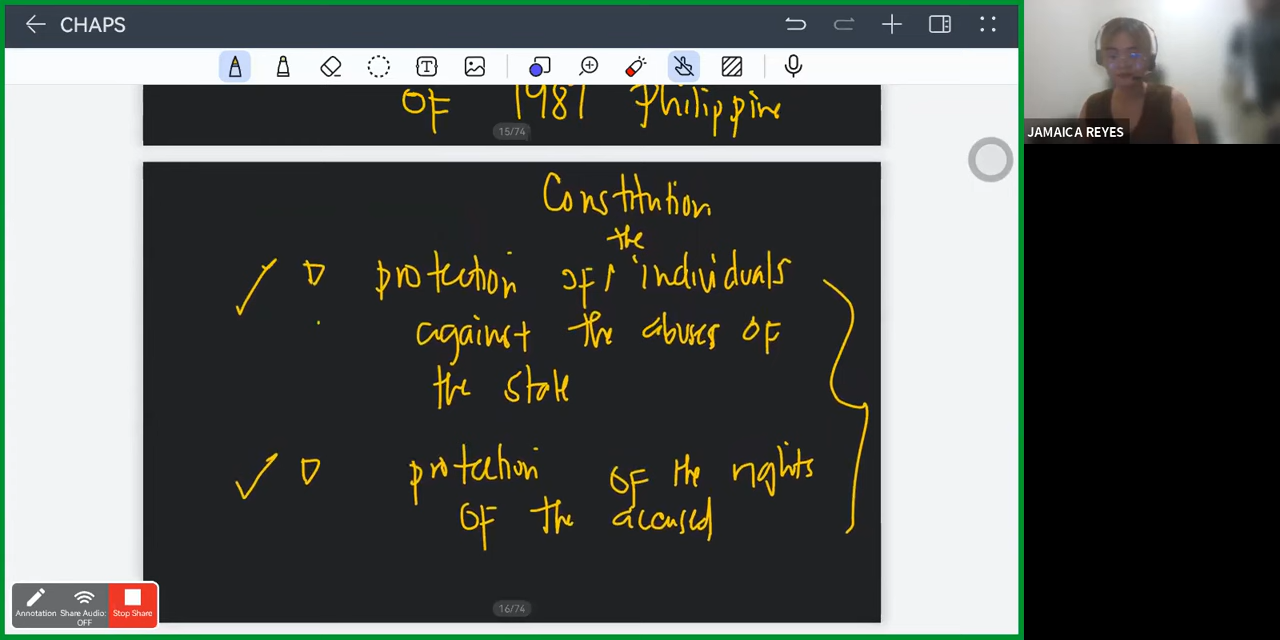 CHAPS
OF 1987 Philippine
15/74
JAMAICA REYES
Constitution
the
protection of individuals
against the abuses of
the state
protection of the rights
of the accused
Annotation
Share Audio:
OFF
Stop Share
16/74